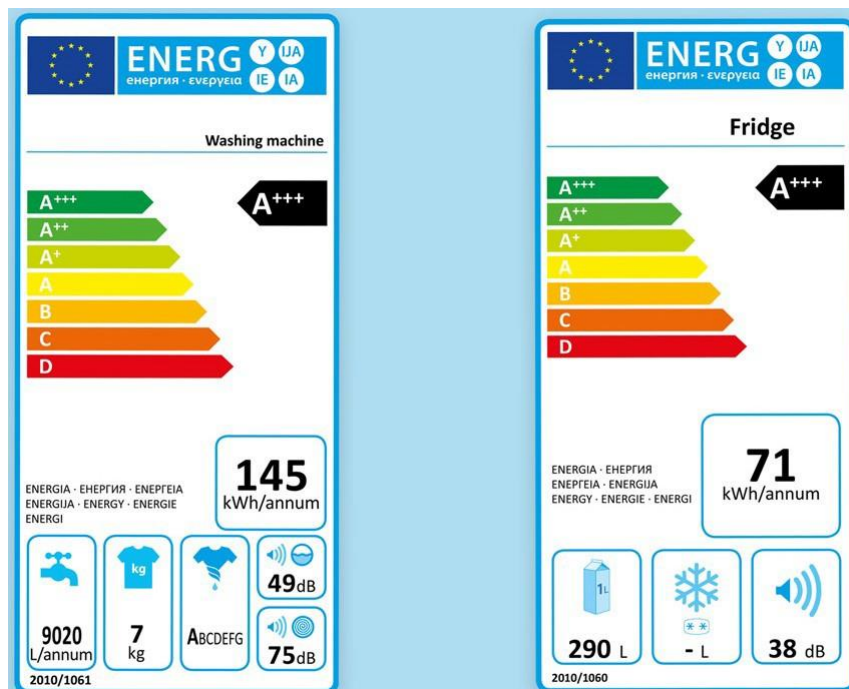 ENERG Y IJA
енергия · ενεργεια IE IA
Washing machine
A+++
A+++
A++
A+
A
B
C
D
ENERGIA · ЕНЕРГИЯ · ΕΝΕΡΓΕΙΑ
ENERGIJA · ENERGY · ENERGIE
ENERGI
145
kWh/annum
9020
L/annum
kg
7
kg
ABCDEFG
49dB
75dB
2010/1061
ENERG Y IJA
енергия · ενεργεια IE IA
Fridge
A+++
A+++
A++
A+
A
B
C
D
ENERGIA · ЕНЕРГИЯ
ΕΝΕΡΓΕΙΑ · ENERGIJA
ENERGY · ENERGIE · ENERGI
71
kWh/annum
1L
290 L
- L
38 dB
2010/1060